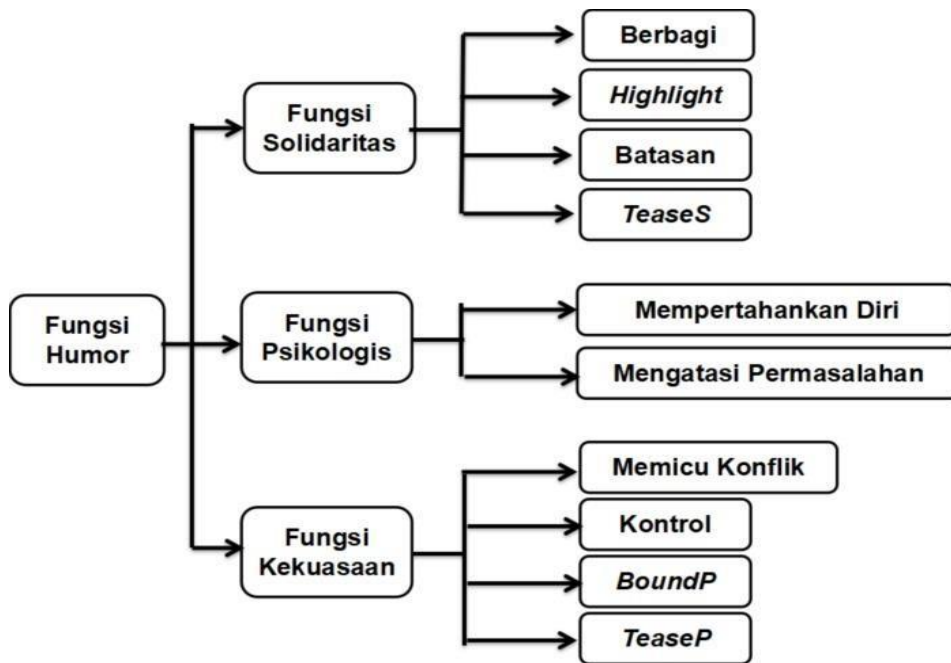 Fungsi
Humor
Fungsi
Solidaritas
Berbagi
Highlight
Batasan
TeaseS
Fungsi
Psikologis
Mempertahankan Diri
Mengatasi Permasalahan
Fungsi
Kekuasaan
Memicu Konflik
Kontrol
BoundP
TeaseP